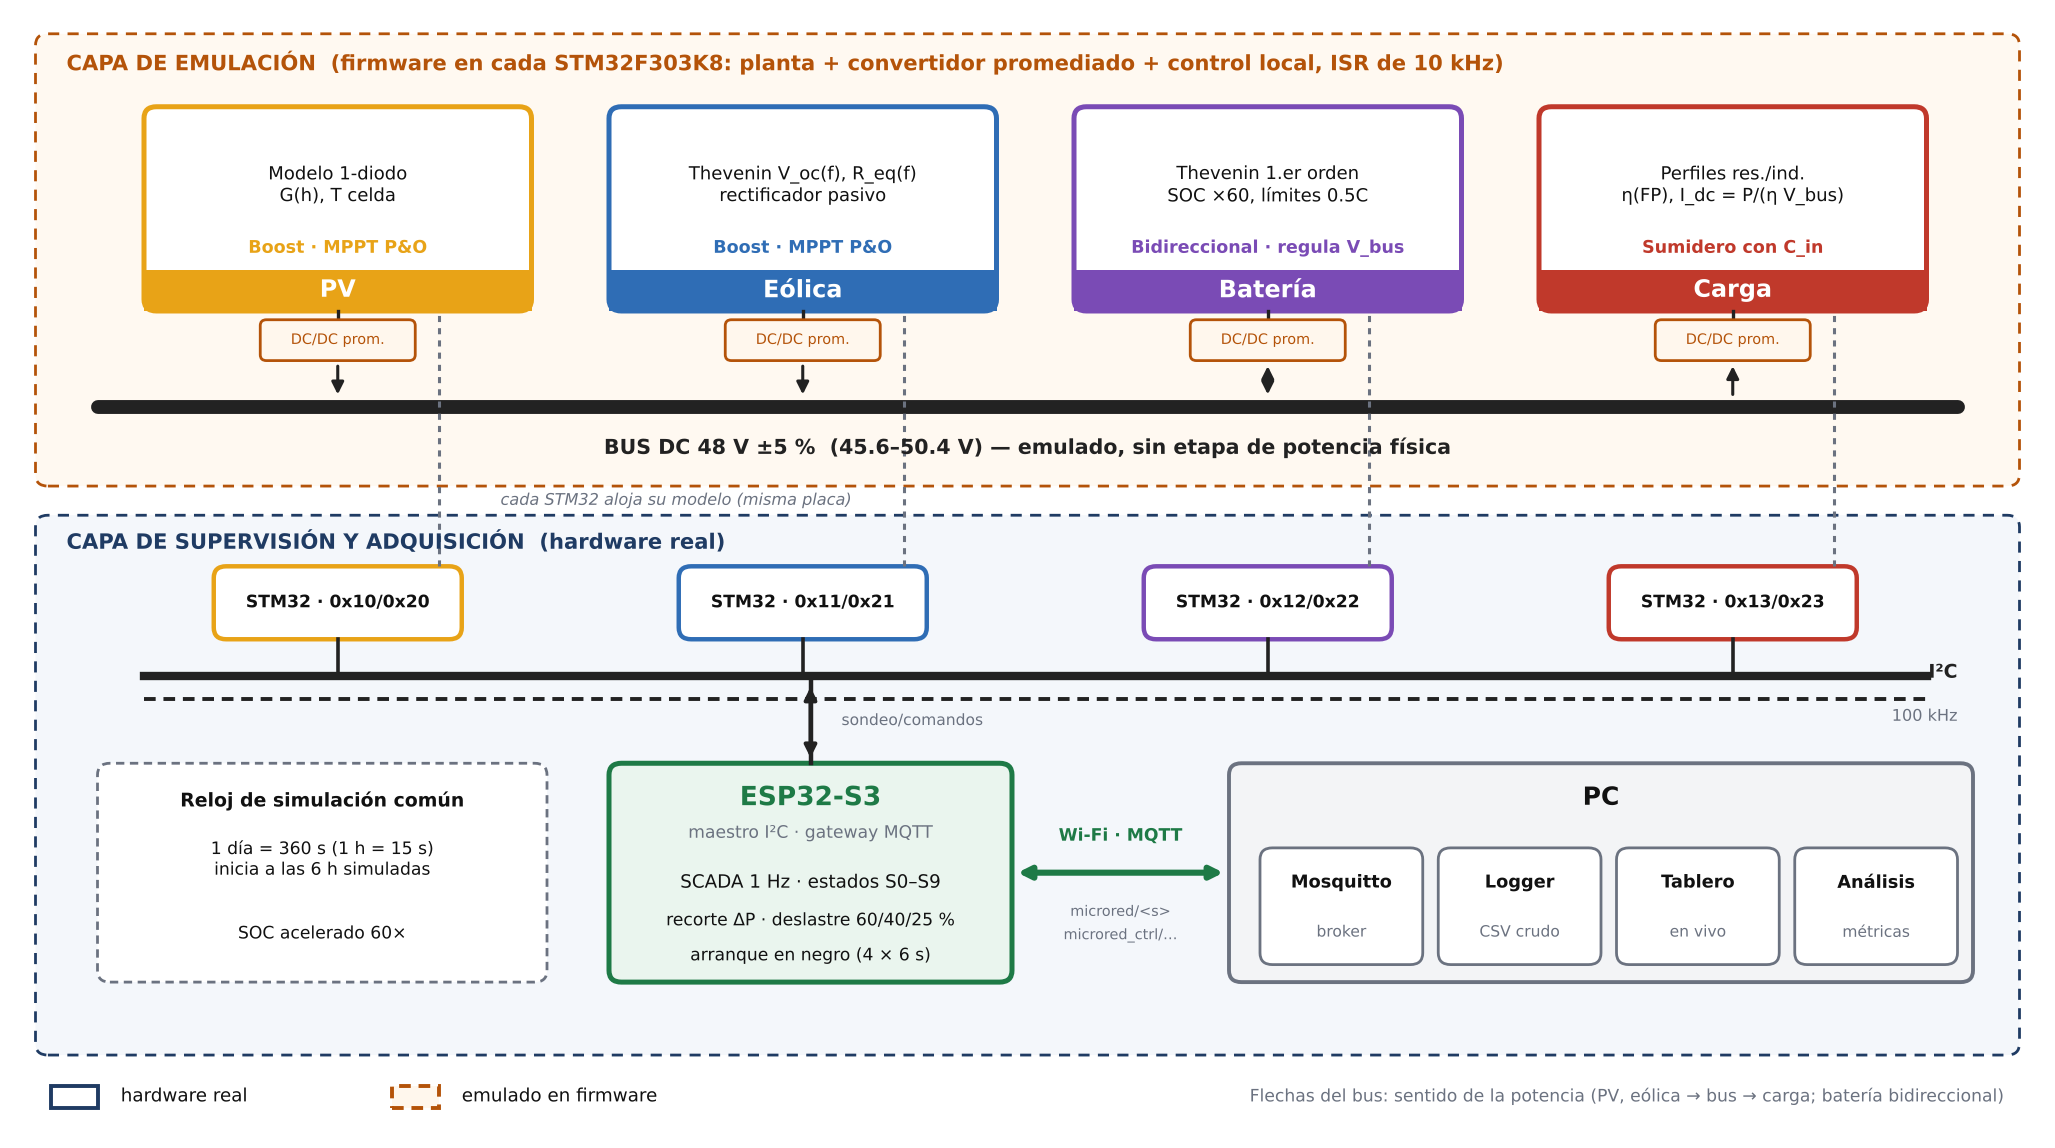 CAPA DE EMULACIÓN (firmware en cada STM32F303K8: planta + convertidor promediado + control local, ISR de 10 kHz)
Modelo 1-diodo
G(h), T celda
Boost · MPPT P&O
PV
DC/DC prom.
Thevenin V_oc(f), R_eq(f)
rectificador pasivo
Boost · MPPT P&O
Eólica
DC/DC prom.
Thevenin 1.er orden
SOC ×60, límites 0.5C
Bidireccional · regula V_bus
Batería
DC/DC prom.
Perfiles res./ind.
η(FP), I_dc = P/(η V_bus)
Sumidero con C_in
Carga
DC/DC prom.
BUS DC 48 V ±5 % (45.6–50.4 V) — emulado, sin etapa de potencia física
cada STM32 aloja su modelo (misma placa)
CAPA DE SUPERVISIÓN Y ADQUISICIÓN (hardware real)
STM32 · 0x10/0x20
STM32 · 0x11/0x21
STM32 · 0x12/0x22
STM32 · 0x13/0x23
I²C
100 kHz
sondeo/comandos
Reloj de simulación común
1 día = 360 s (1 h = 15 s)
inicia a las 6 h simuladas
SOC acelerado 60×
ESP32-S3
maestro I²C · gateway MQTT
SCADA 1 Hz · estados S0–S9
recorte ΔP · deslastre 60/40/25 %
arranque en negro (4 × 6 s)
Wi-Fi · MQTT
microred/<s>
microred_ctrl/…
PC
Mosquitto
broker
Logger
CSV crudo
Tablero
en vivo
Análisis
métricas
hardware real
emulado en firmware
Flechas del bus: sentido de la potencia (PV, eólica → bus → carga; batería bidireccional)